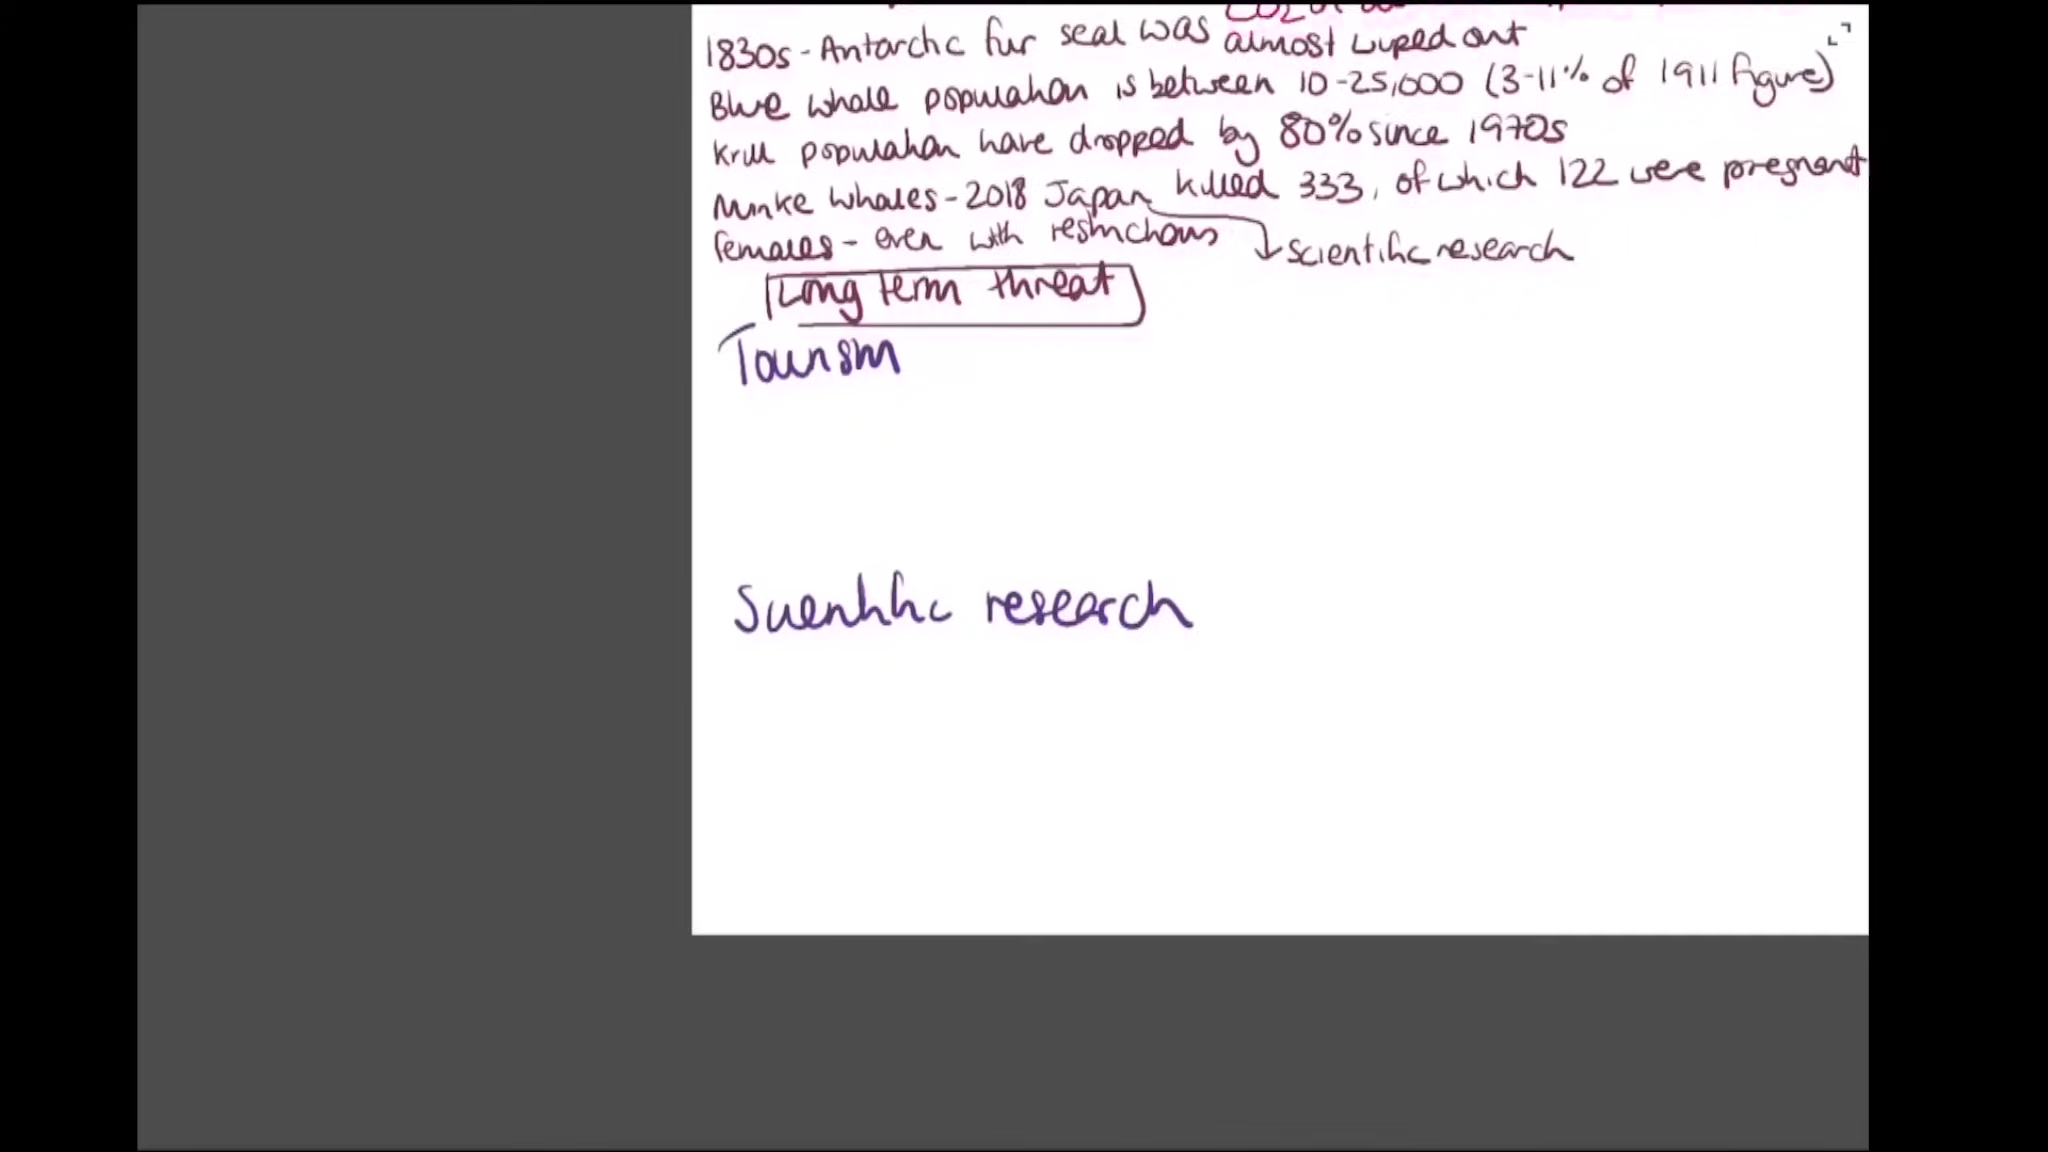 CO2
1830s - Antarctic fur seal was almost wiped out
Blue whale population is between 10-25,000 (3-11% of 1911 figure)
Krill population have dropped by 80% since 1970s
Minke whales - 2018 Japan killed 333, of which 122 were pregnant
females - even with restrictions
scientific research
Long term threat
Tourism
Scientific research